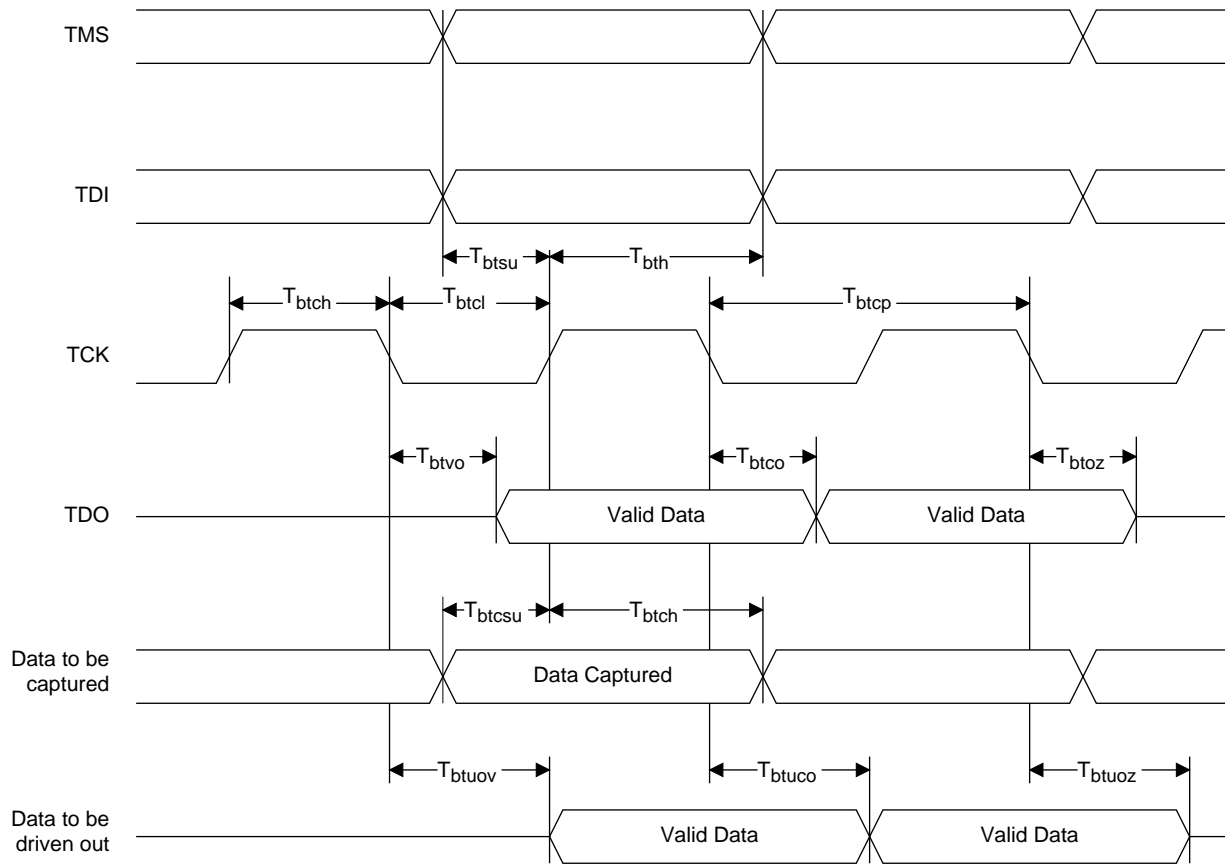 TMS
TDI
Tbtsu
Tbth
Tbtch
Tbtcl
Tbtcp
TCK
Tbtvo
Tbtco
Tbtoz
TDO
Valid Data
Valid Data
Tbtcsu
Tbtch
Data to be
captured
Data Captured
Tbtuov
Tbtuco
Tbtuoz
Data to be
driven out
Valid Data
Valid Data